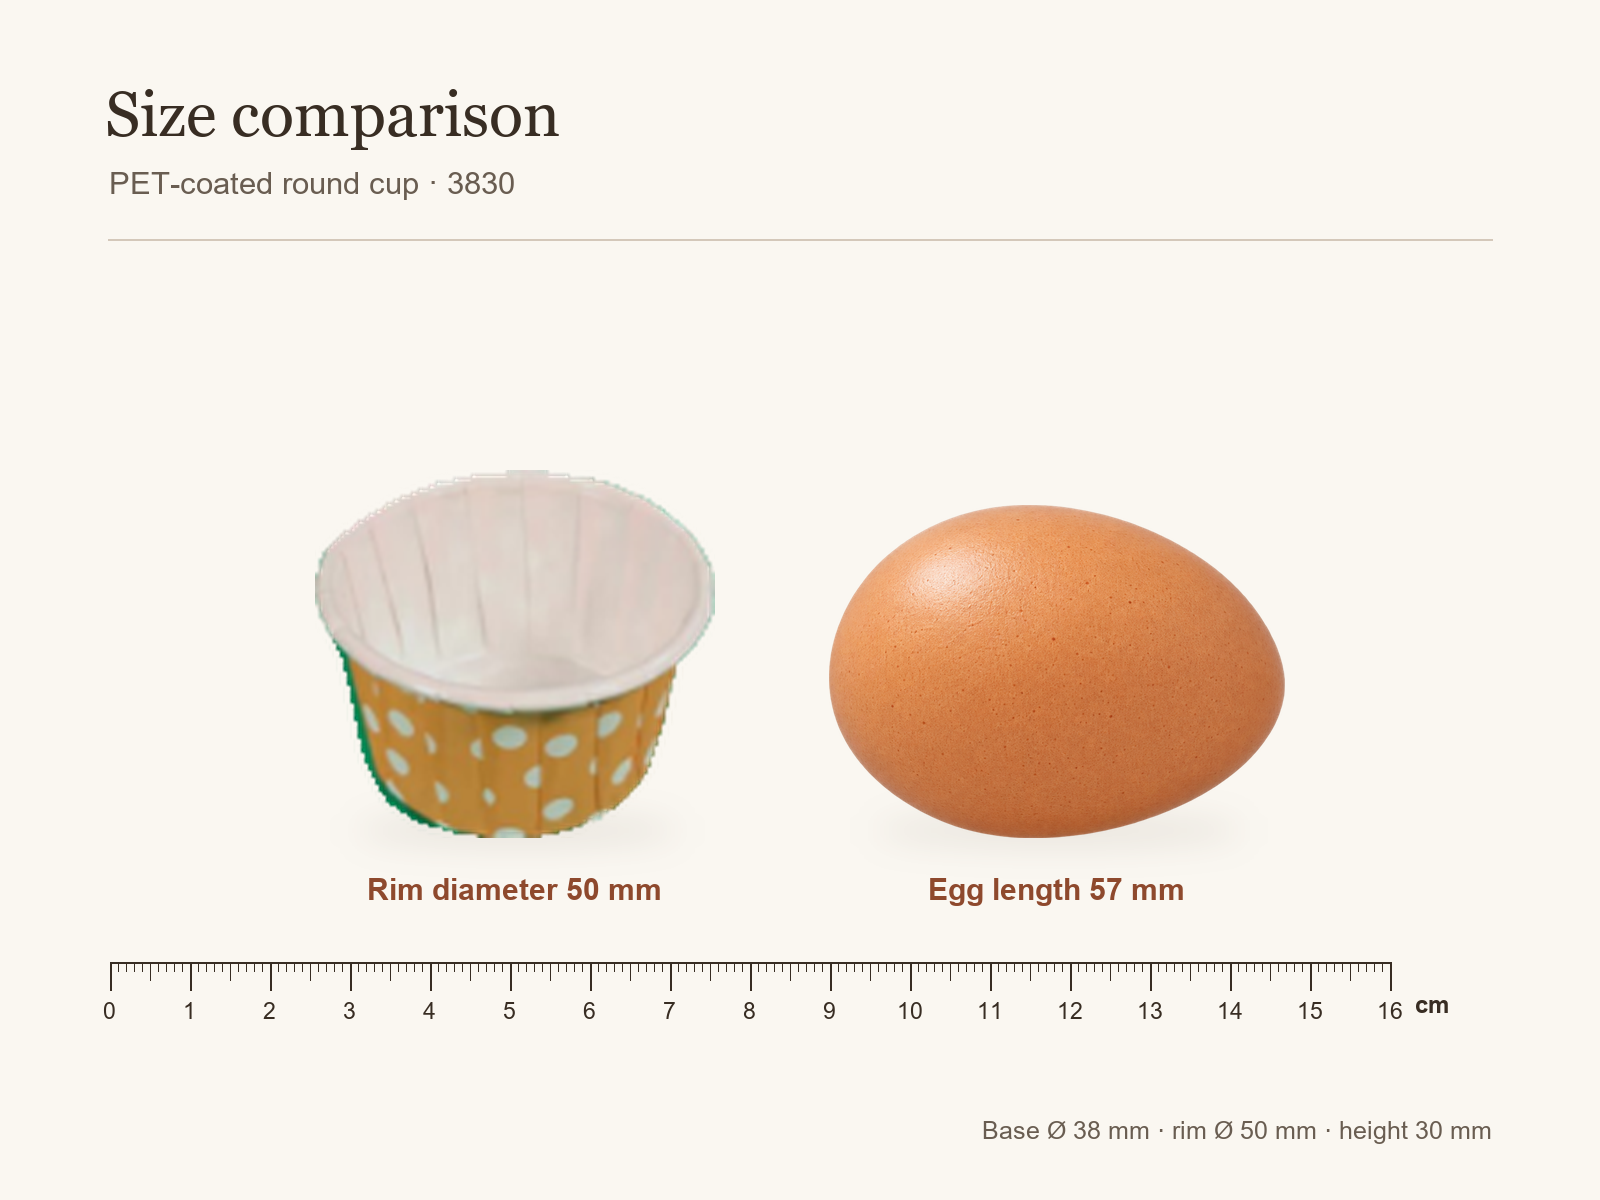 Size comparison
PET-coated round cup · 3830
Rim diameter 50 mm
Egg length 57 mm
0 1 2 3 4 5 6 7 8 9 10 11 12 13 14 15 16 cm
Base Ø 38 mm · rim Ø 50 mm · height 30 mm